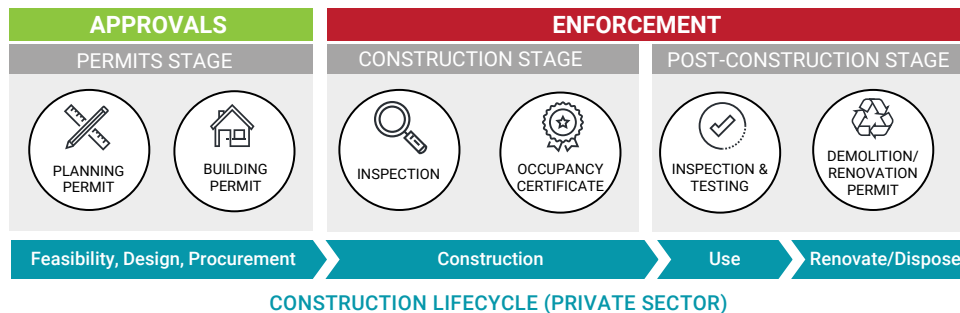 APPROVALS
ENFORCEMENT
PERMITS STAGE
CONSTRUCTION STAGE
POST-CONSTRUCTION STAGE
PLANNING
PERMIT
BUILDING
PERMIT
INSPECTION
OCCUPANCY
CERTIFICATE
INSPECTION &
TESTING
DEMOLITION/
RENOVATION
PERMIT
Feasibility, Design, Procurement
Construction
Use
Renovate/Dispose
CONSTRUCTION LIFECYCLE (PRIVATE SECTOR)